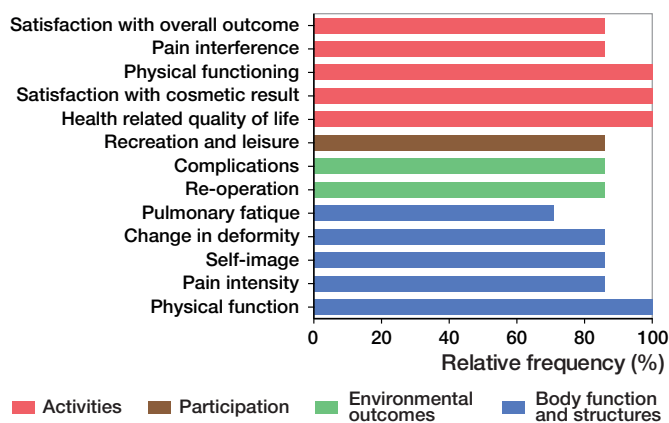 Satisfaction with overall outcome
Pain interference
Physical functioning
Satisfaction with cosmetic result
Health related quality of life
Recreation and leisure
Complications
Re-operation
Pulmonary fatique
Change in deformity
Self-image
Pain intensity
Physical function
0 20 40 60 80 100
Relative frequency (%)
Activities Participation Environmental outcomes Body function and structures